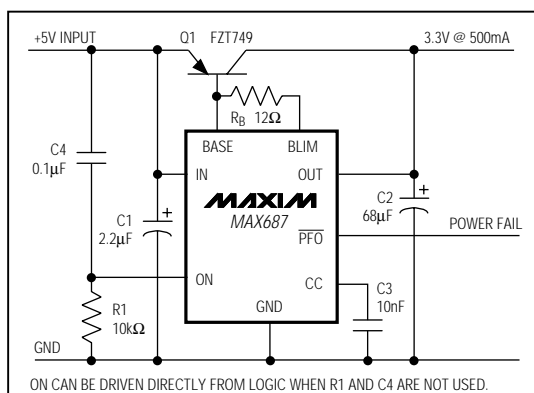 +5V INPUT
Q1
FZT749
3.3V @ 500mA
R_B 12Ω
BASE
BLIM
C4
0.1μF
IN
OUT
MAXIM
MAX687
C1
2.2μF
+
C2
68μF
+
PFO
POWER FAIL
ON
CC
C3
10nF
R1
10kΩ
GND
GND
ON CAN BE DRIVEN DIRECTLY FROM LOGIC WHEN R1 AND C4 ARE NOT USED.